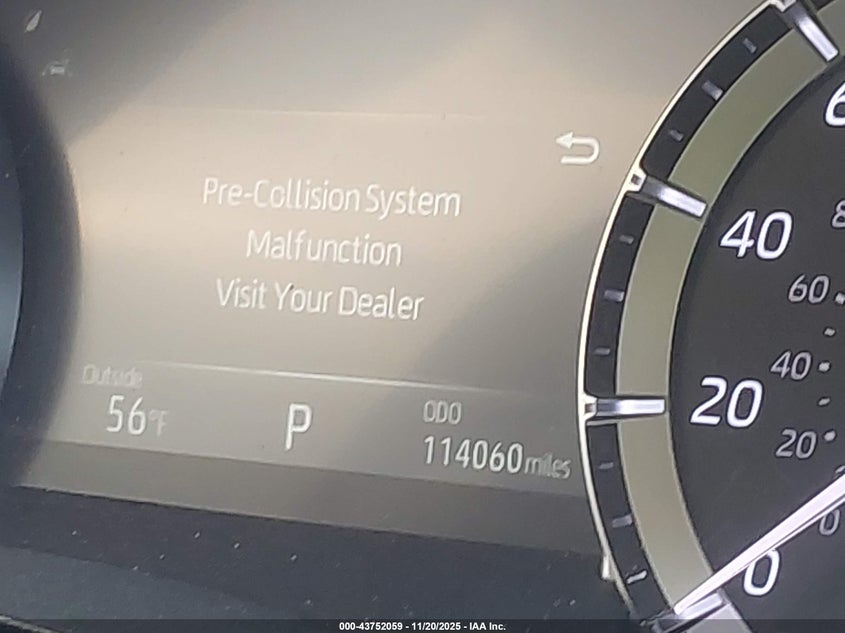 Pre-Collision System
Malfunction
Visit Your Dealer
Outside
56°F
P
ODO
114060 miles
40
20
0
60
40
20
0
000-43752059 - 11/20/2025 - IAA Inc.